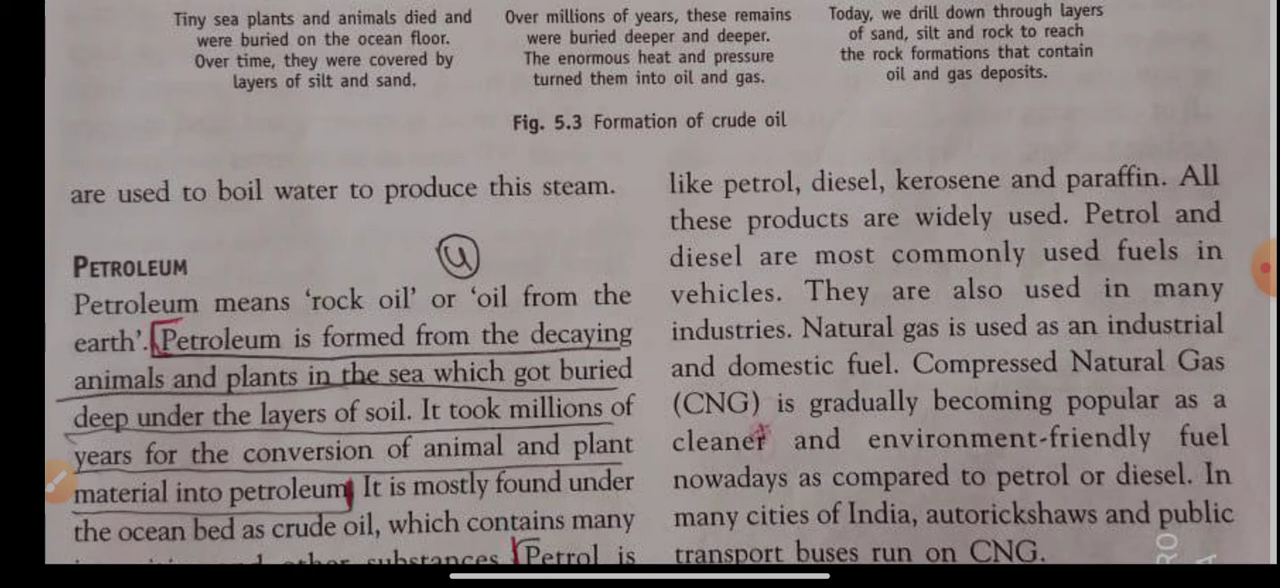 Tiny sea plants and animals died and
were buried on the ocean floor.
Over time, they were covered by
layers of silt and sand.
Over millions of years, these remains
were buried deeper and deeper.
The enormous heat and pressure
turned them into oil and gas.
Today, we drill down through layers
of sand, silt and rock to reach
the rock formations that contain
oil and gas deposits.
Fig. 5.3 Formation of crude oil
are used to boil water to produce this steam.
PETROLEUM
Petroleum means ‘rock oil’ or ‘oil from the
earth’. Petroleum is formed from the decaying
animals and plants in the sea which got buried
deep under the layers of soil. It took millions of
years for the conversion of animal and plant
material into petroleum. It is mostly found under
the ocean bed as crude oil, which contains many
other substances. Petrol is
like petrol, diesel, kerosene and paraffin. All
these products are widely used. Petrol and
diesel are most commonly used fuels in
vehicles. They are also used in many
industries. Natural gas is used as an industrial
and domestic fuel. Compressed Natural Gas
(CNG) is gradually becoming popular as a
cleaner and environment-friendly fuel
nowadays as compared to petrol or diesel. In
many cities of India, autorickshaws and public
transport buses run on CNG.